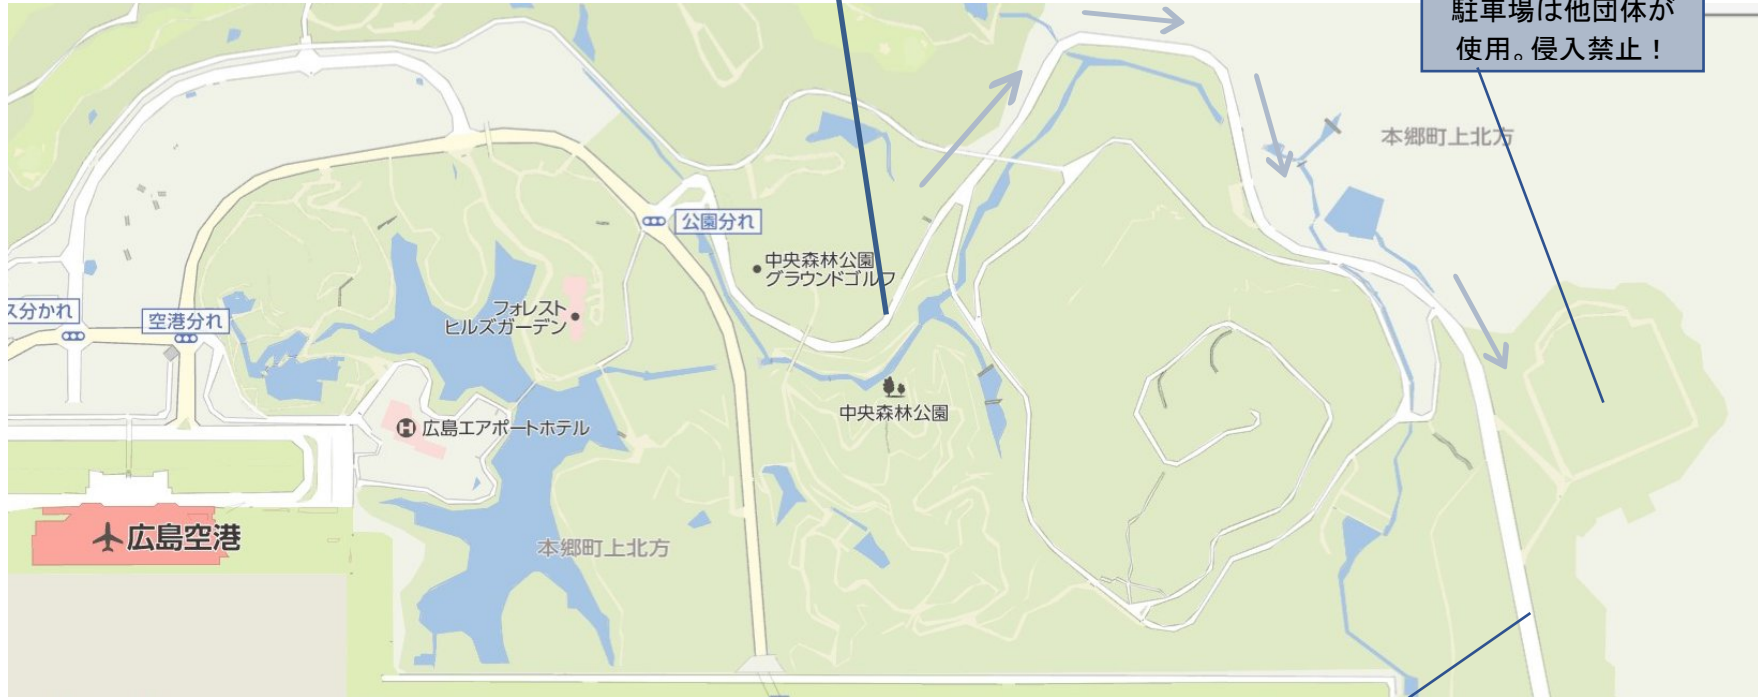 駐車場は他団体が
使用。侵入禁止！
本郷町上北方
公園分れ
中央森林公園
グラウンドゴルフ
ス分かれ
空港分れ
フォレスト
ヒルズガーデン
中央森林公園
H 広島エアポートホテル
広島空港
本郷町上北方